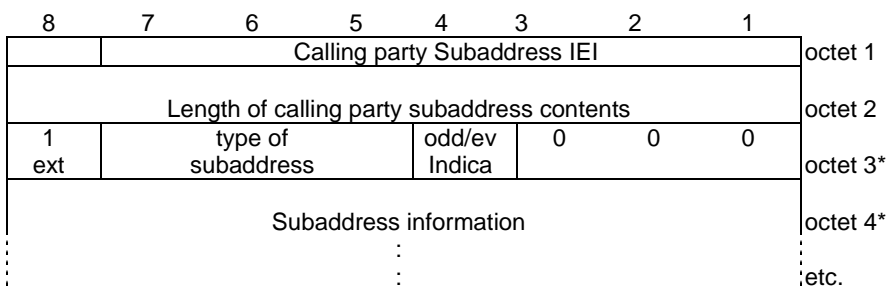 8 7 6 5 4 3 2 1
Calling party Subaddress IEI octet 1
Length of calling party subaddress contents octet 2
1 type of odd/ev 0 0 0
ext subaddress Indica octet 3*
Subaddress information octet 4*
:
: etc.